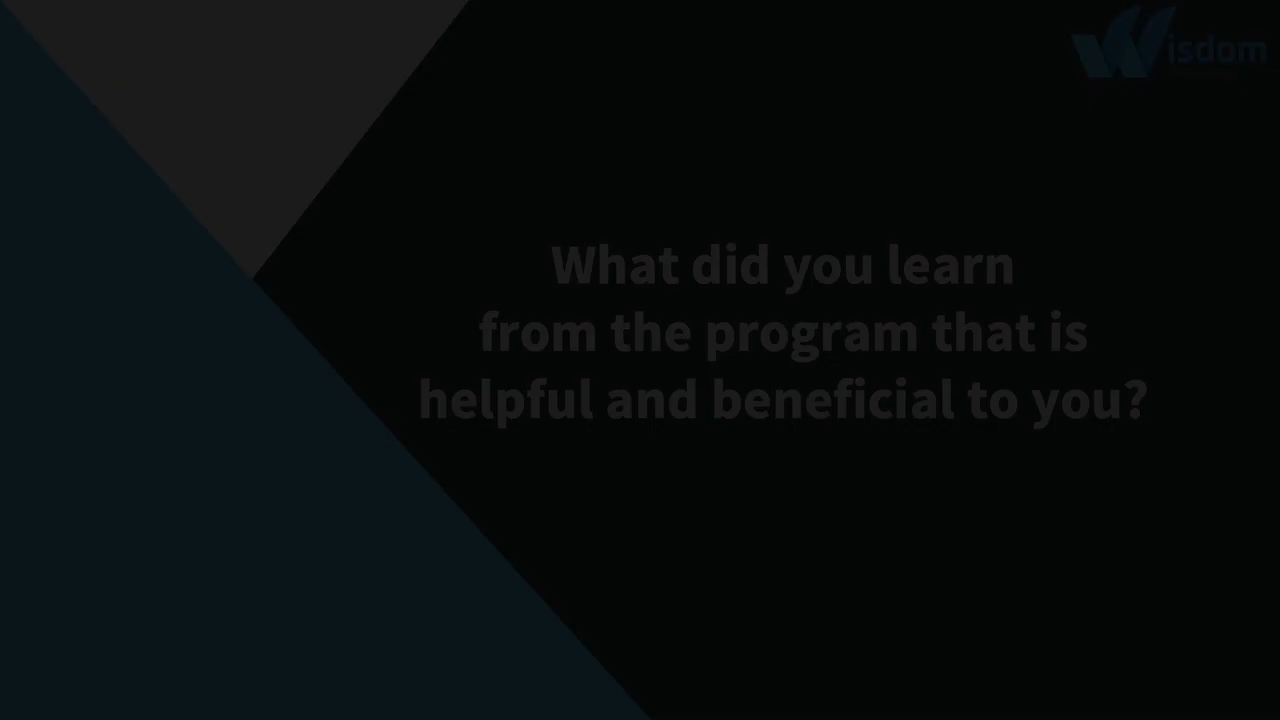 Wisdom
What did you learn
from the program that is
helpful and beneficial to you?